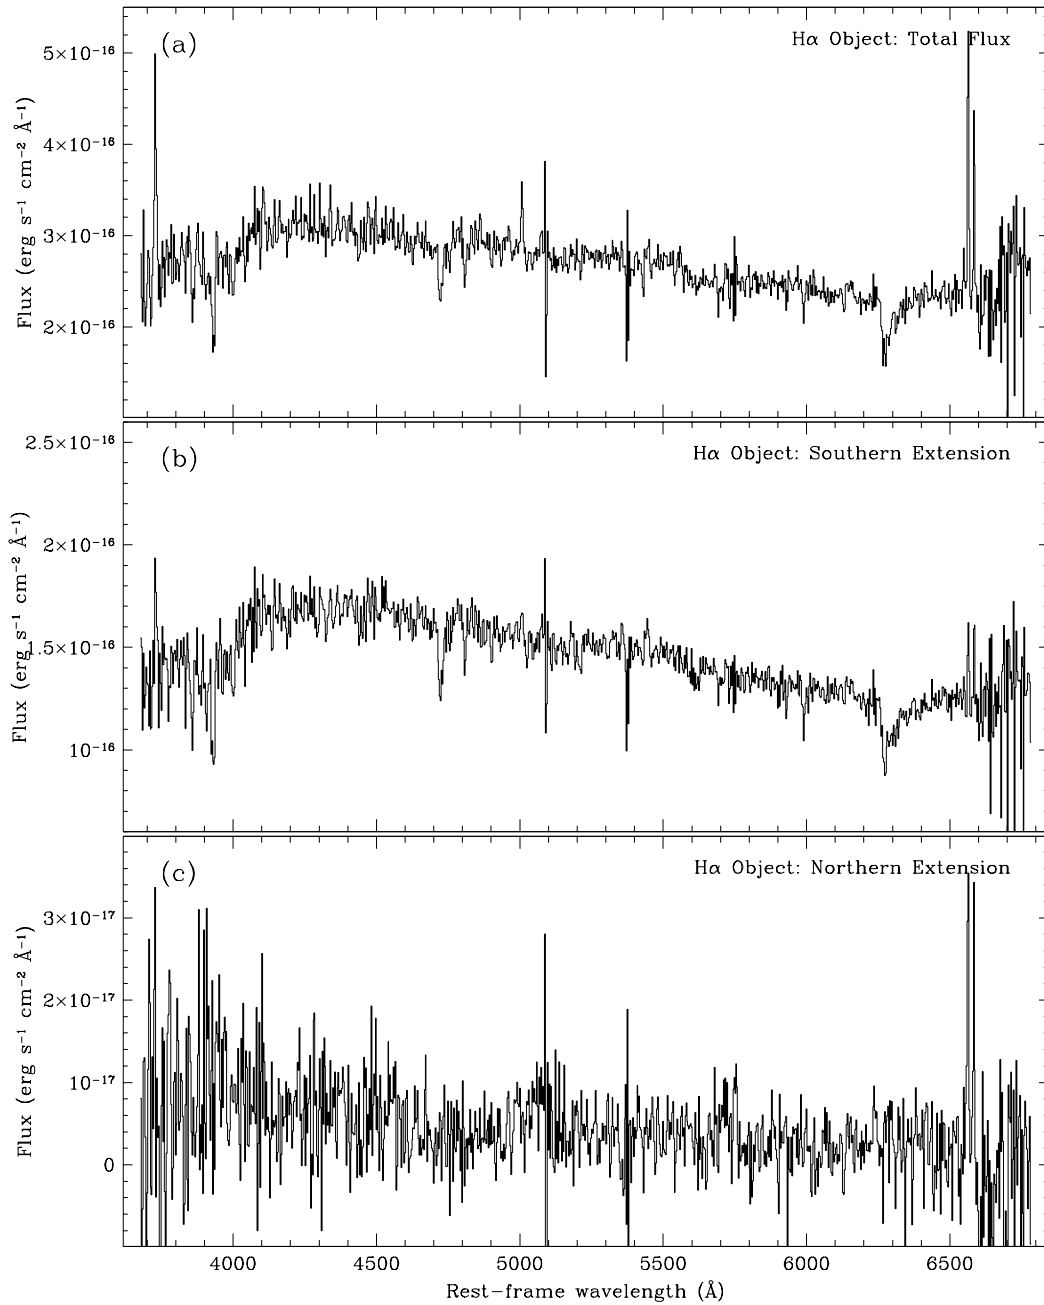 (a)
Hα Object: Total Flux
5×10⁻¹⁶
4×10⁻¹⁶
3×10⁻¹⁶
2×10⁻¹⁶
Flux (erg s⁻¹ cm⁻² Å⁻¹)
(b)
Hα Object: Southern Extension
2.5×10⁻¹⁶
2×10⁻¹⁶
1.5×10⁻¹⁶
10⁻¹⁶
Flux (erg s⁻¹ cm⁻² Å⁻¹)
(c)
Hα Object: Northern Extension
3×10⁻¹⁷
2×10⁻¹⁷
10⁻¹⁷
0
Flux (erg s⁻¹ cm⁻² Å⁻¹)
4000 4500 5000 5500 6000 6500
Rest-frame wavelength (Å)